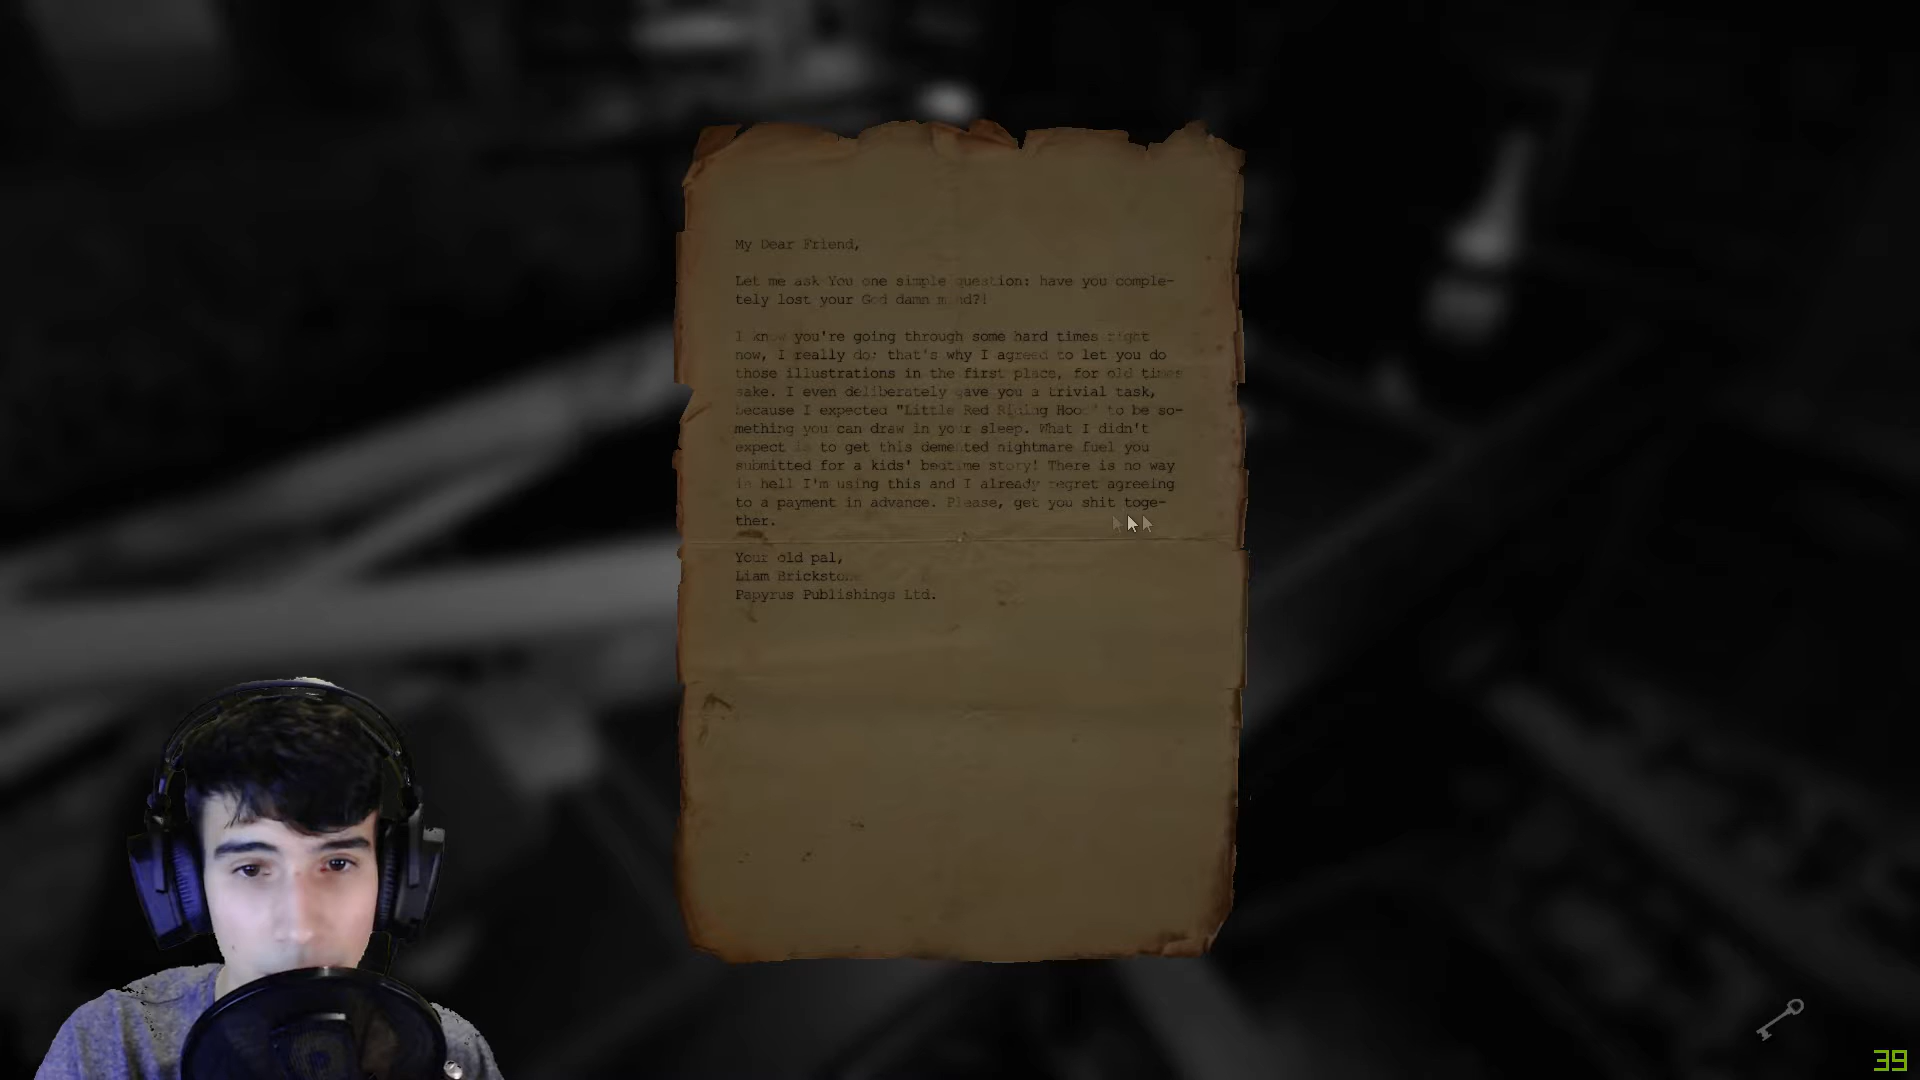 My Dear Friend,
Let me ask You one simple question: have you comple-
tely lost your God damn mind?!
I know you're going through some hard times right
now, I really do; that's why I agreed to let you do
those illustrations in the first place, for old times
sake. I even deliberately gave you a trivial task,
because I expected "Little Red Riding Hood" to be so-
mething you can draw in your sleep. What I didn't
expect is to get this demented nightmare fuel you
submitted for a kids' bedtime story! There is no way
in hell I'm using this and I already regret agreeing
to a payment in advance. Please, get you shit toge-
ther.
Your old pal,
Liam Brickstone
Papyrus Publishings Ltd.
39